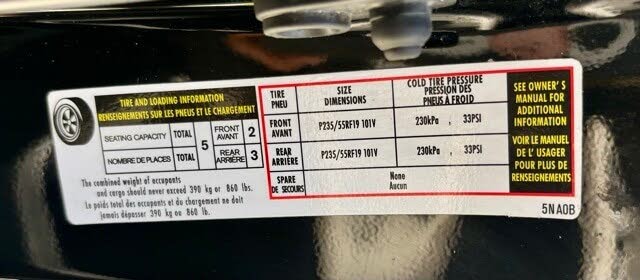 TIRE AND LOADING INFORMATION
RENSEIGNEMENTS SUR LES PNEUS ET LE CHARGEMENT
SEATING CAPACITY TOTAL 5 FRONT AVANT 2
NOMBRE DE PLACES TOTAL REAR ARRIÈRE 3
The combined weight of occupants
and cargo should never exceed 390 kg or 860 lbs.
Le poids total des occupants et du chargement ne doit
jamais dépasser 390 kg ou 860 lb.
TIRE PNEU
SIZE DIMENSIONS
COLD TIRE PRESSURE
PRESSION DES
PNEUS À FROID
FRONT AVANT P235/55RF19 101V 230kPa , 33PSI
REAR ARRIÈRE P235/55RF19 101V 230kPa , 33PSI
SPARE DE SECOURS None Aucun
SEE OWNER'S
MANUAL FOR
ADDITIONAL
INFORMATION
VOIR LE MANUEL
DE L' USAGER
POUR PLUS DE
RENSEIGNEMENTS
5NA0B